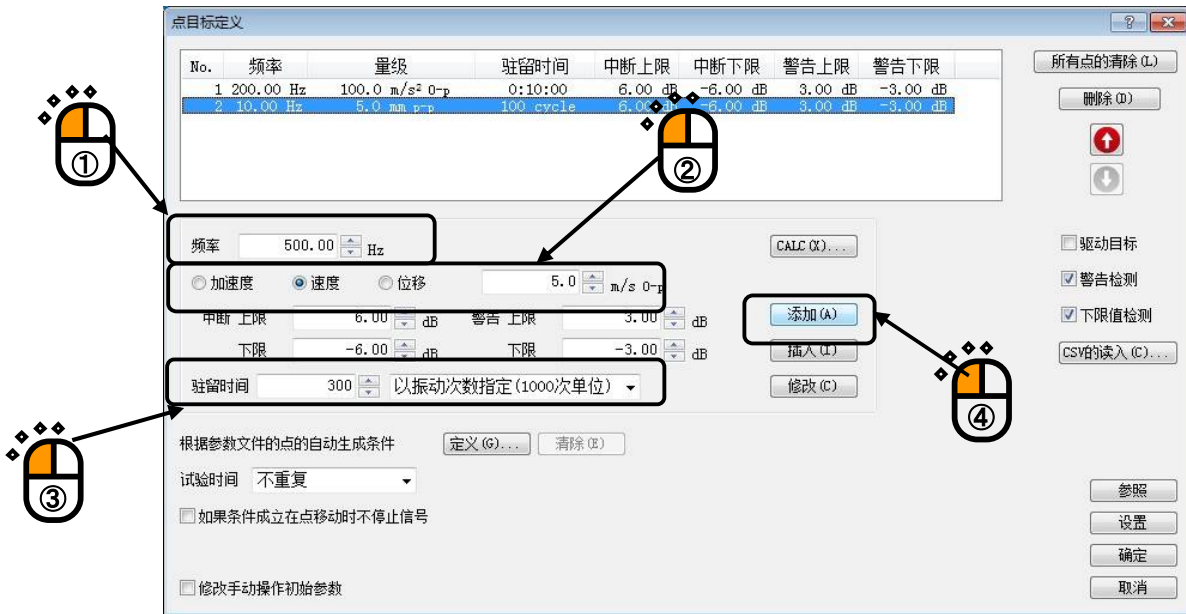 点目标定义
No. 频率 量级 驻留时间 中断上限 中断下限 警告上限 警告下限
1 200.00 Hz 100.0 m/s² 0-p 0:10:00 6.00 dB -6.00 dB 3.00 dB -3.00 dB
2 10.00 Hz 5.0 mm p-p 100 cycle 6.00 dB -6.00 dB 3.00 dB -3.00 dB
所有点的清除(L)
删除(D)
①
②
频率 500.00 Hz
CALC(X)...
驱动目标
加速度 速度 位移 5.0 m/s 0-p
警告检测
中断 上限 6.00 dB 警告 上限 3.00 dB
添加(A)
下限值检测
下限 -6.00 dB 下限 -3.00 dB
插入(I)
CSV的读入(C)...
驻留时间 300 以振动次数指定(1000次单位)
修改(C)
④
③
根据参数文件的点的自动生成条件 定义(G)... 清除(E)
试验时间 不重复
如果条件成立在点移动时不停止信号
修改手动操作初始参数
参照
设置
确定
取消